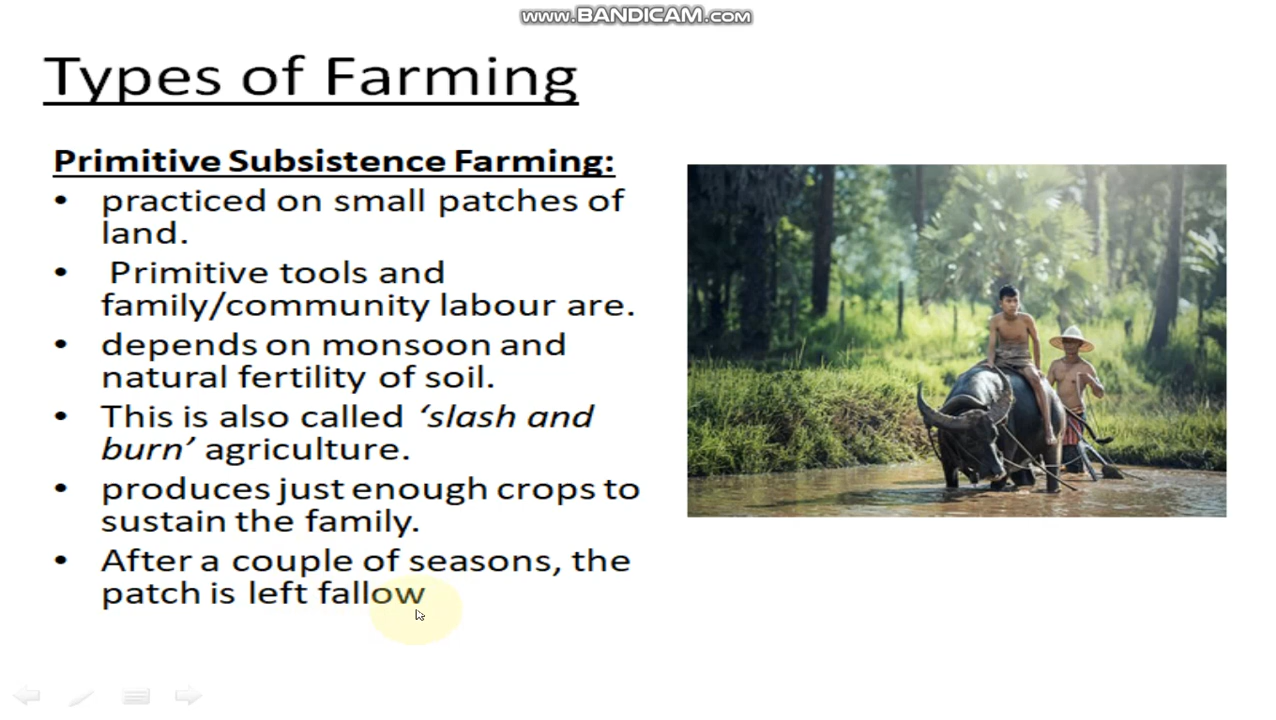 www.BANDICAM.com
Types of Farming
Primitive Subsistence Farming:
• practiced on small patches of
land.
• Primitive tools and
family/community labour are.
• depends on monsoon and
natural fertility of soil.
• This is also called ‘slash and
burn’ agriculture.
• produces just enough crops to
sustain the family.
• After a couple of seasons, the
patch is left fallow